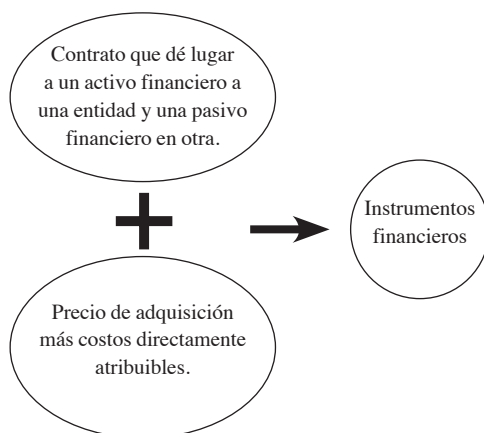 Contrato que dé lugar
a un activo financiero a
una entidad y una pasivo
financiero en otra.
Instrumentos
financieros
Precio de adquisición
más costos directamente
atribuibles.